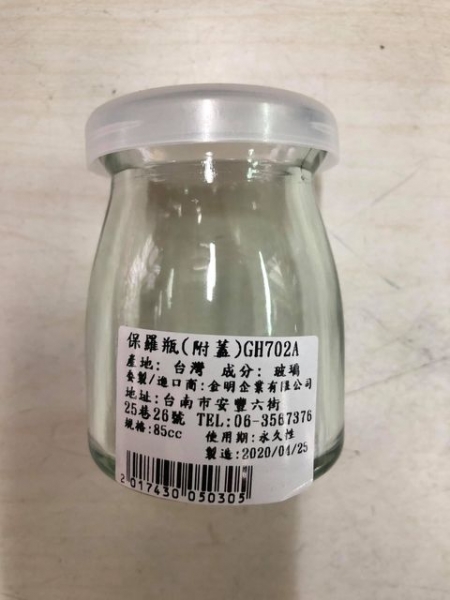 保羅瓶(附蓋)GH702A
產地: 台灣 成分: 玻璃
委製/進口商:金明企業有限公司
地址:台南市安豐六街
25巷26號 TEL:06-3567376
規格:85cc 使用期:永久性
製造:2020/04/25
2017430050305